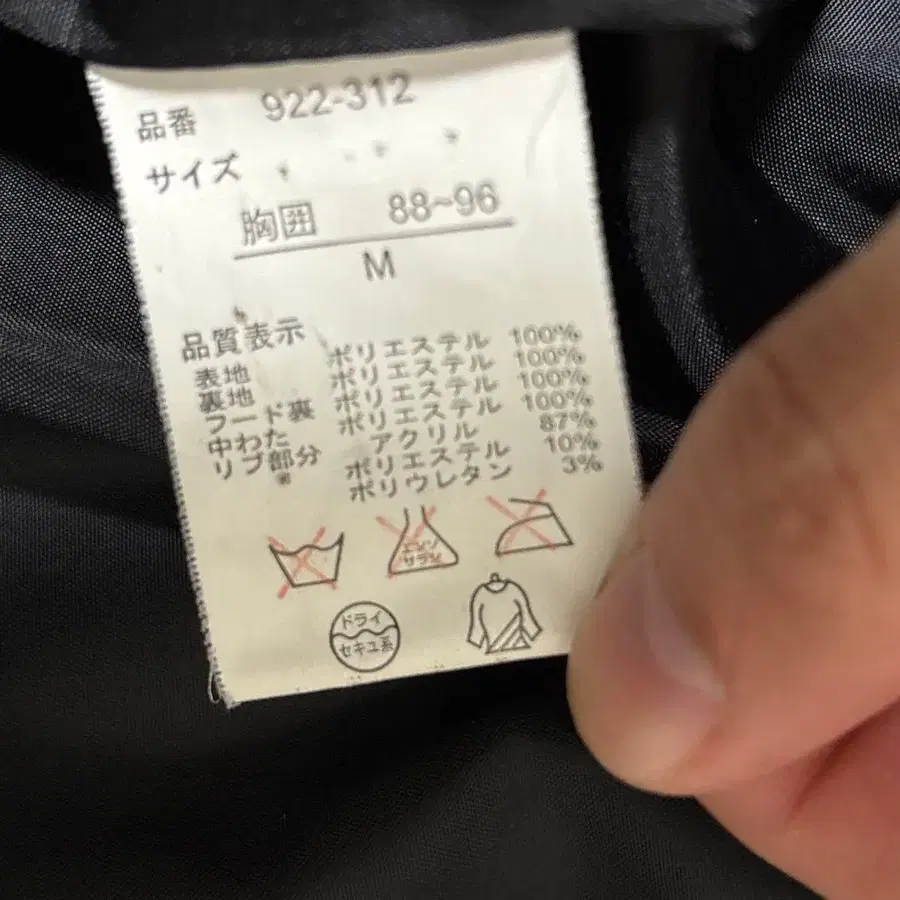 品番 922-312
サイズ
胸囲 88~96
M
品質表示
表地 ポリエステル 100%
裏地 ポリエステル 100%
フード裏 ポリエステル 100%
中わた ポリエステル 100%
リブ部分 アクリル 87%
ポリエステル 10%
ポリウレタン 3%
エンソ
サラシ
ドライ
セキユ系